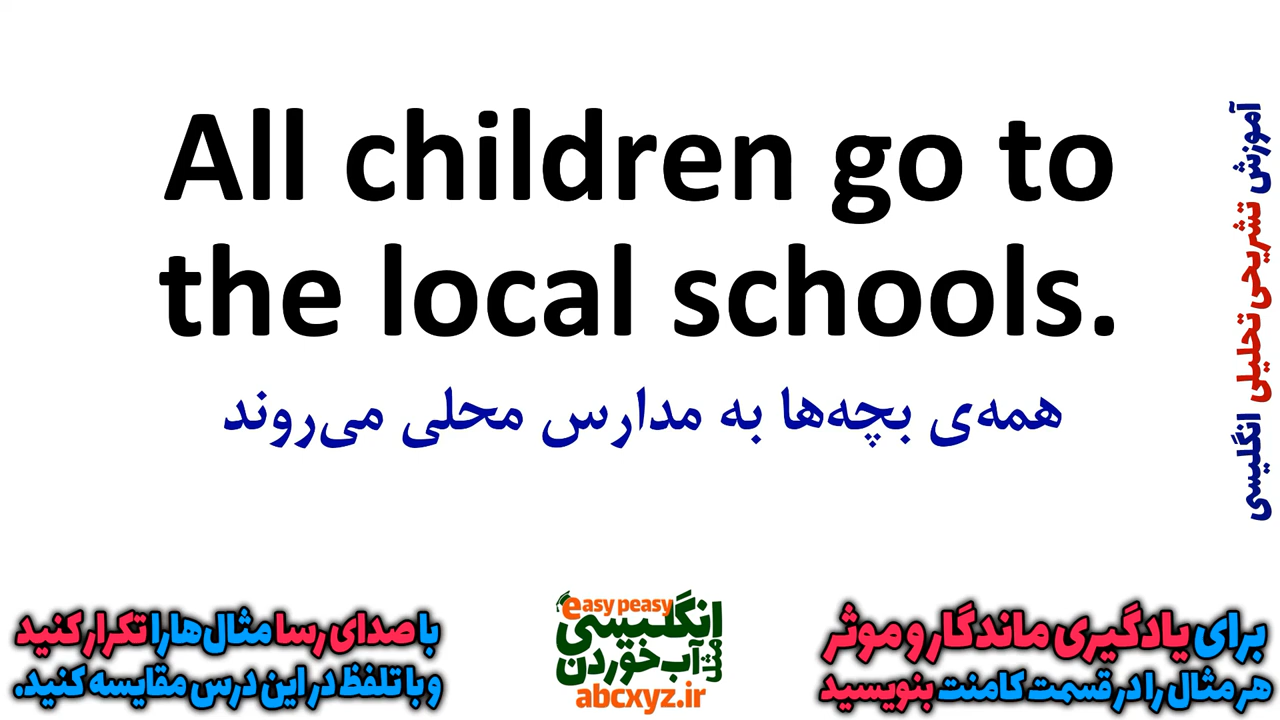 All children go to
the local schools.
همه‌ی بچه‌ها به مدارس محلی می‌روند
آموزش تشریحی تحلیلی انگلیسی
برای یادگیری ماندگار و موثر
هر مثال را در قسمت کامنت بنویسید
easy peasy
انگلیسی
مثل آب خوردن
abcxyz.ir
با صدای رسا مثال‌ها را تکرار کنید
و با تلفظ در این درس مقایسه کنید.